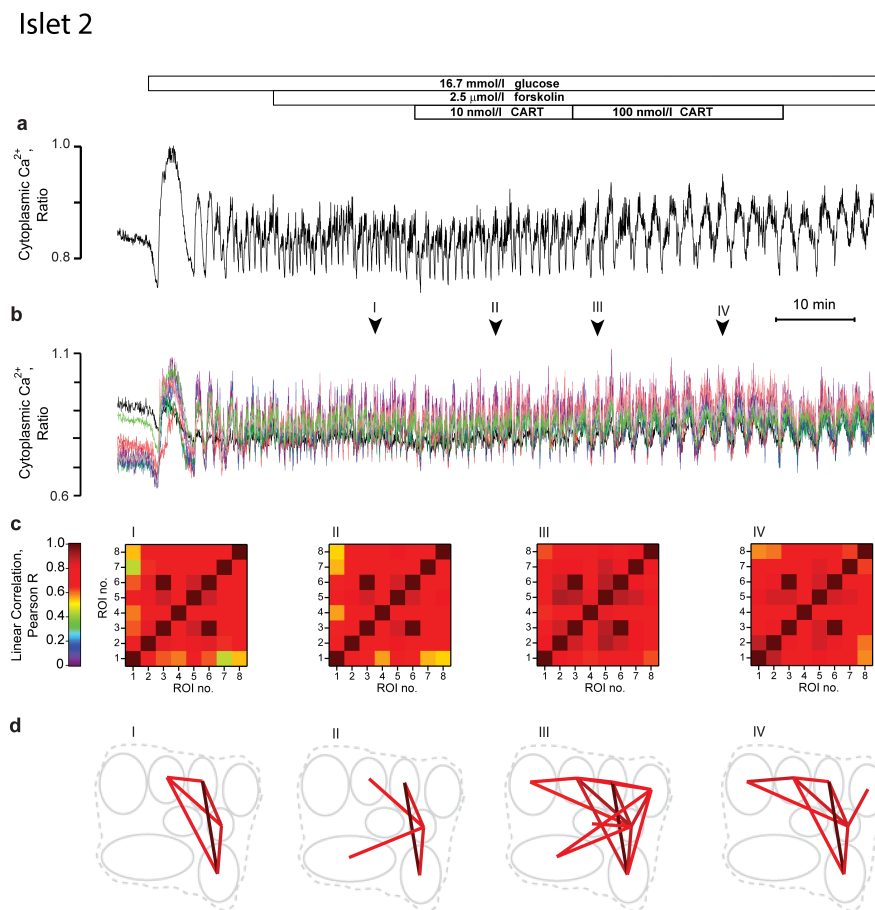 Islet 2
16.7 mmol/l glucose
2.5 μmol/l forskolin
10 nmol/l CART 100 nmol/l CART
a
Cytoplasmic Ca2+,
Ratio
1.0
0.8
I II III IV
10 min
b
Cytoplasmic Ca2+,
Ratio
1.1
0.6
c
Linear Correlation,
Pearson R
1.0
0.8
0.6
0.4
0.2
0
I II III IV
ROI no.
8
7
6
5
4
3
2
1
1 2 3 4 5 6 7 8
ROI no.
8
7
6
5
4
3
2
1
1 2 3 4 5 6 7 8
ROI no.
8
7
6
5
4
3
2
1
1 2 3 4 5 6 7 8
ROI no.
8
7
6
5
4
3
2
1
1 2 3 4 5 6 7 8
ROI no.
d
I II III IV